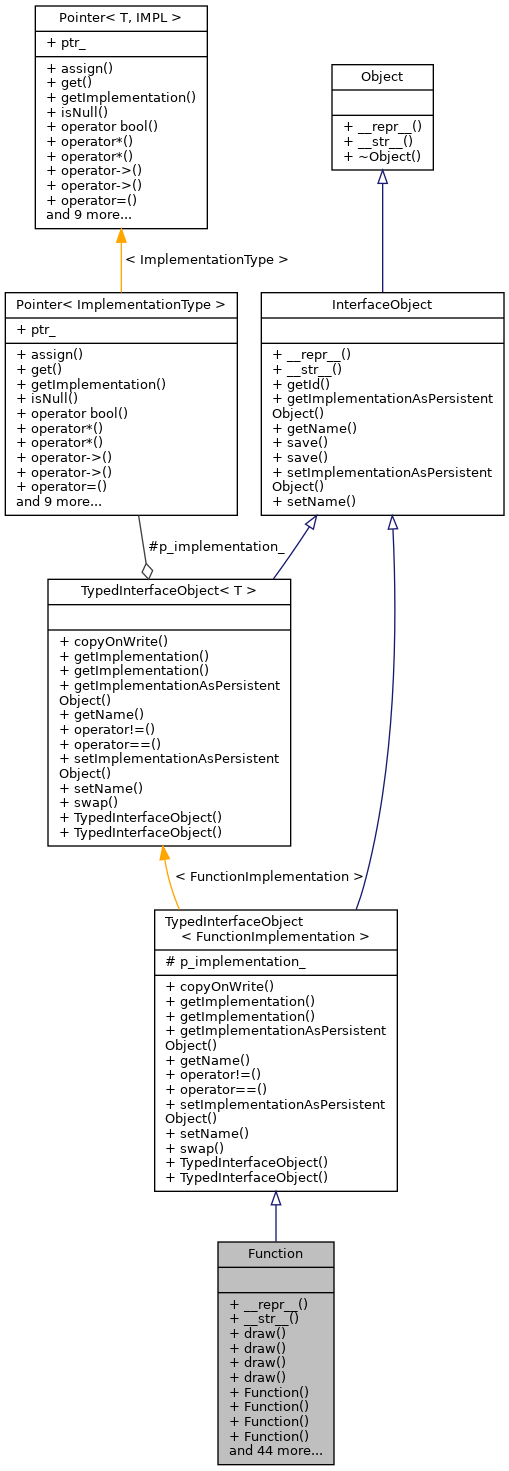 Pointer< T, IMPL >
+ ptr_
+ assign()
+ get()
+ getImplementation()
+ isNull()
+ operator bool()
+ operator*()
+ operator*()
+ operator->()
+ operator->()
+ operator=()
and 9 more...
Object
+ __repr__()
+ __str__()
+ ~Object()
< ImplementationType >
Pointer< ImplementationType >
+ ptr_
+ assign()
+ get()
+ getImplementation()
+ isNull()
+ operator bool()
+ operator*()
+ operator*()
+ operator->()
+ operator->()
+ operator=()
and 9 more...
InterfaceObject
+ __repr__()
+ __str__()
+ getId()
+ getImplementationAsPersistent
Object()
+ getName()
+ save()
+ save()
+ setImplementationAsPersistent
Object()
+ setName()
#p_implementation_
TypedInterfaceObject< T >
+ copyOnWrite()
+ getImplementation()
+ getImplementation()
+ getImplementationAsPersistent
Object()
+ getName()
+ operator!=()
+ operator==()
+ setImplementationAsPersistent
Object()
+ setName()
+ swap()
+ TypedInterfaceObject()
+ TypedInterfaceObject()
< FunctionImplementation >
TypedInterfaceObject
< FunctionImplementation >
# p_implementation_
+ copyOnWrite()
+ getImplementation()
+ getImplementation()
+ getImplementationAsPersistent
Object()
+ getName()
+ operator!=()
+ operator==()
+ setImplementationAsPersistent
Object()
+ setName()
+ swap()
+ TypedInterfaceObject()
+ TypedInterfaceObject()
Function
+ __repr__()
+ __str__()
+ draw()
+ draw()
+ draw()
+ draw()
+ Function()
+ Function()
+ Function()
+ Function()
and 44 more...